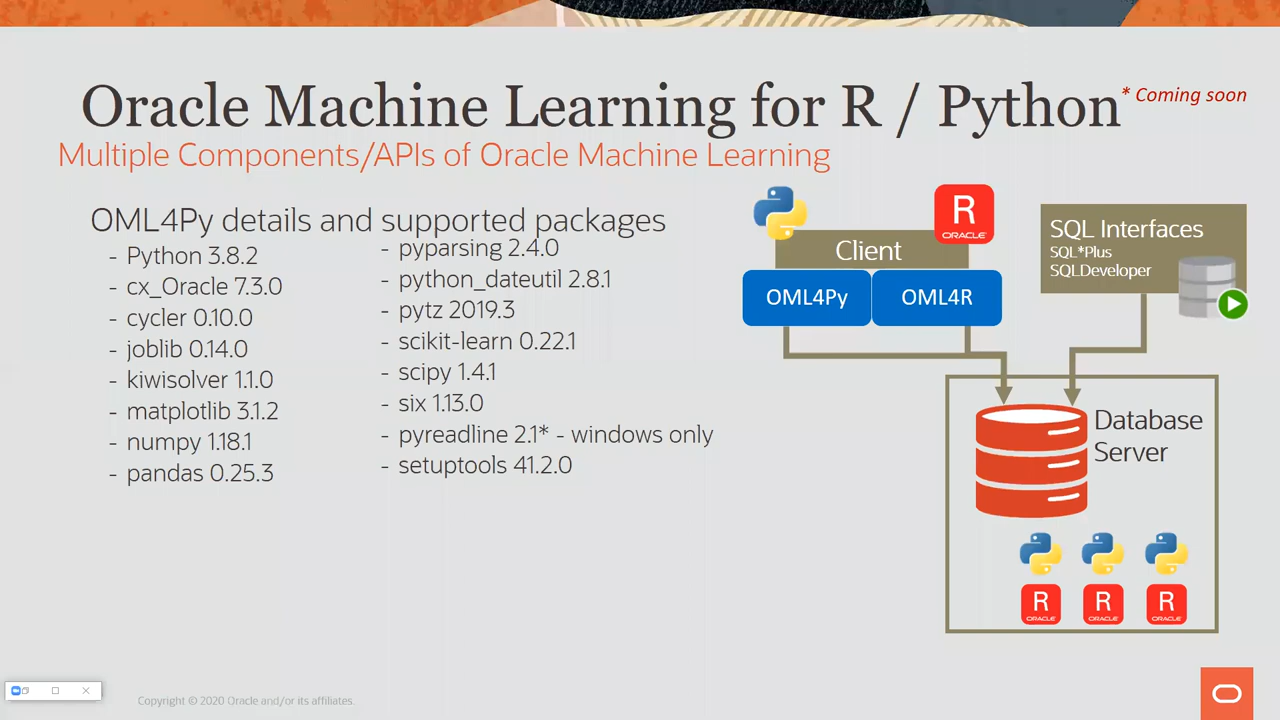 Oracle Machine Learning for R / Python
* Coming soon
Multiple Components/APIs of Oracle Machine Learning
OML4Py details and supported packages
- Python 3.8.2
- cx_Oracle 7.3.0
- cycler 0.10.0
- joblib 0.14.0
- kiwisolver 1.1.0
- matplotlib 3.1.2
- numpy 1.18.1
- pandas 0.25.3
- pyparsing 2.4.0
- python_dateutil 2.8.1
- pytz 2019.3
- scikit-learn 0.22.1
- scipy 1.4.1
- six 1.13.0
- pyreadline 2.1* - windows only
- setuptools 41.2.0
R
ORACLE
Client
OML4Py
OML4R
SQL Interfaces
SQL*Plus
SQLDeveloper
Database
Server
R R R
ORACLE ORACLE ORACLE
Copyright © 2020 Oracle and/or its affiliates.